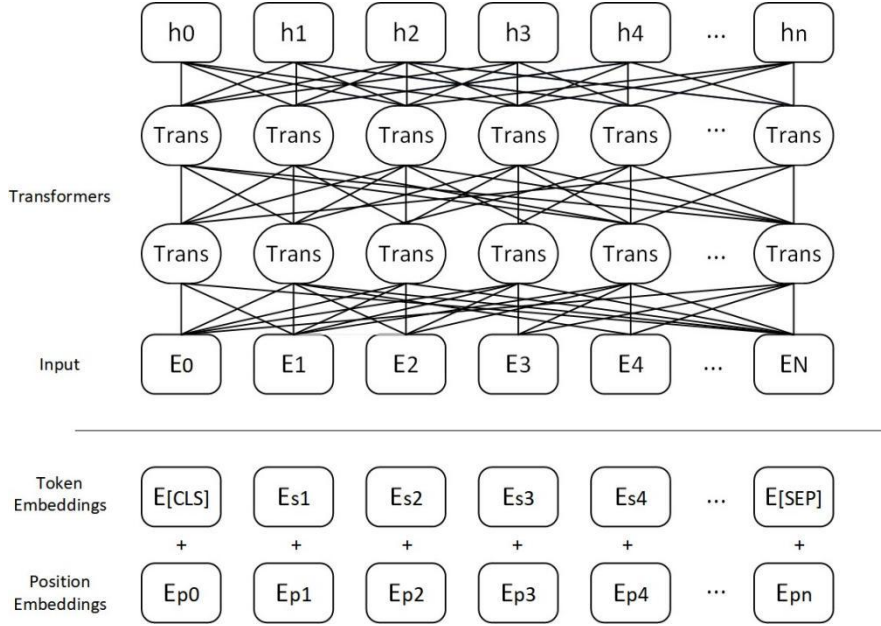 h0 h1 h2 h3 h4 ... hn
Trans Trans Trans Trans Trans ... Trans
Transformers
Trans Trans Trans Trans Trans ... Trans
Input E0 E1 E2 E3 E4 ... EN
Token
Embeddings E[CLS] Es1 Es2 Es3 Es4 ... E[SEP]
+ + + + + +
Position
Embeddings Ep0 Ep1 Ep2 Ep3 Ep4 ... Epn